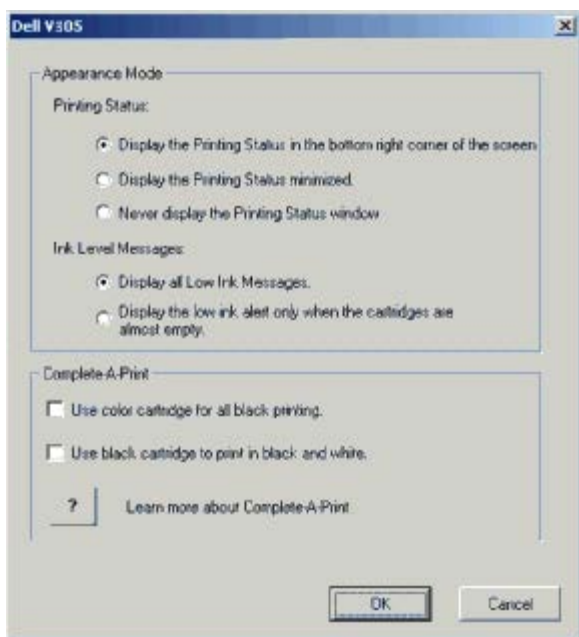 Dell V305
Appearance Mode
Printing Status:
Display the Printing Status in the bottom right corner of the screen
Display the Printing Status minimized.
Never display the Printing Status window
Ink Level Messages:
Display all Low Ink Messages.
Display the low ink alert only when the cartridges are
almost empty.
Complete-A-Print
Use color cartridge for all black printing.
Use black cartridge to print in black and white.
?
Learn more about Complete-A-Print
OK
Cancel